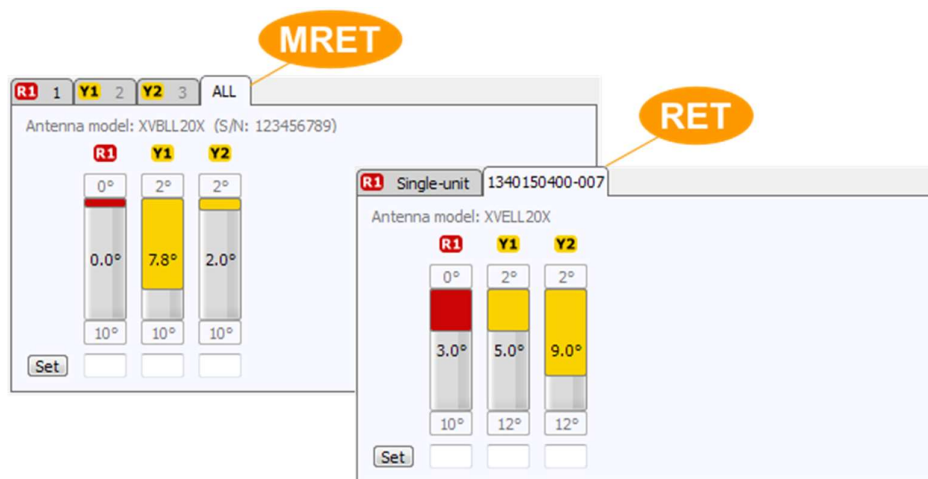 MRET
R1 1 Y1 2 Y2 3 ALL
Antenna model: XVBLL20X (S/N: 123456789)
R1 Y1 Y2
0° 2° 2°
0.0° 7.8° 2.0°
10° 10° 10°
Set
RET
R1 Single-unit 1340150400-007
Antenna model: XVELL20X
R1 Y1 Y2
0° 2° 2°
3.0° 5.0° 9.0°
10° 12° 12°
Set